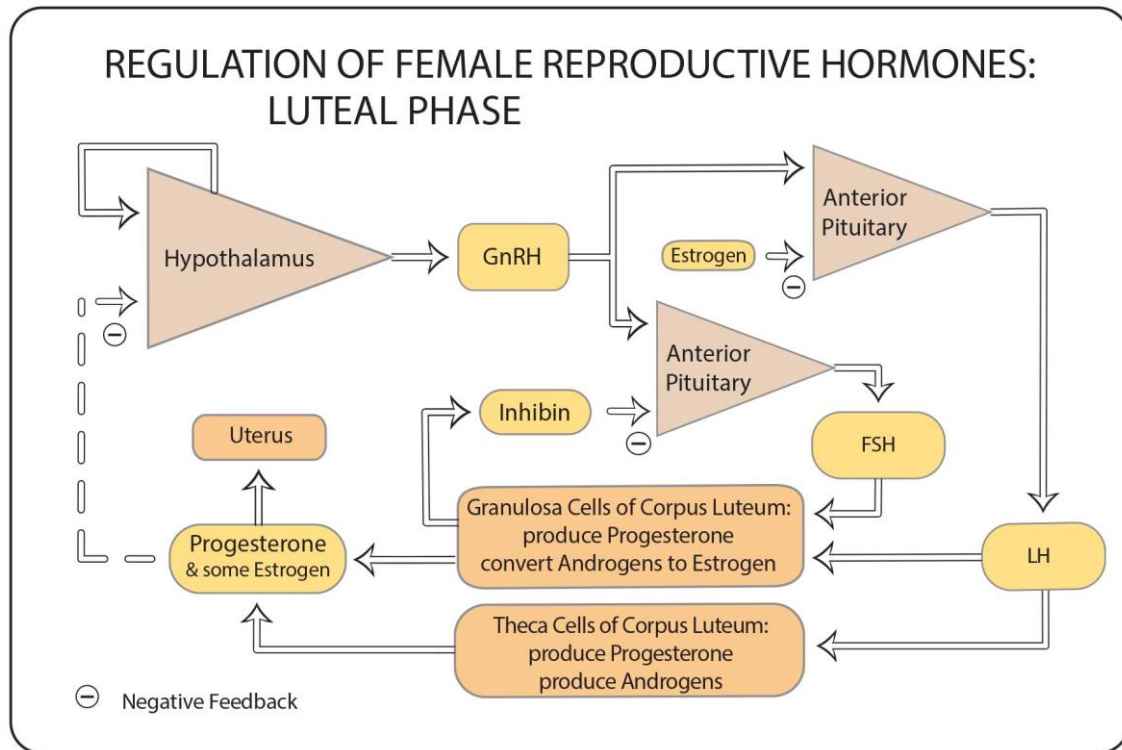 REGULATION OF FEMALE REPRODUCTIVE HORMONES:
LUTEAL PHASE
Hypothalamus
GnRH
Anterior
Pituitary
Estrogen
−
−
Anterior
Pituitary
Inhibin
−
Uterus
FSH
Granulosa Cells of Corpus Luteum:
produce Progesterone
convert Androgens to Estrogen
Progesterone
& some Estrogen
LH
Theca Cells of Corpus Luteum:
produce Progesterone
produce Androgens
− Negative Feedback